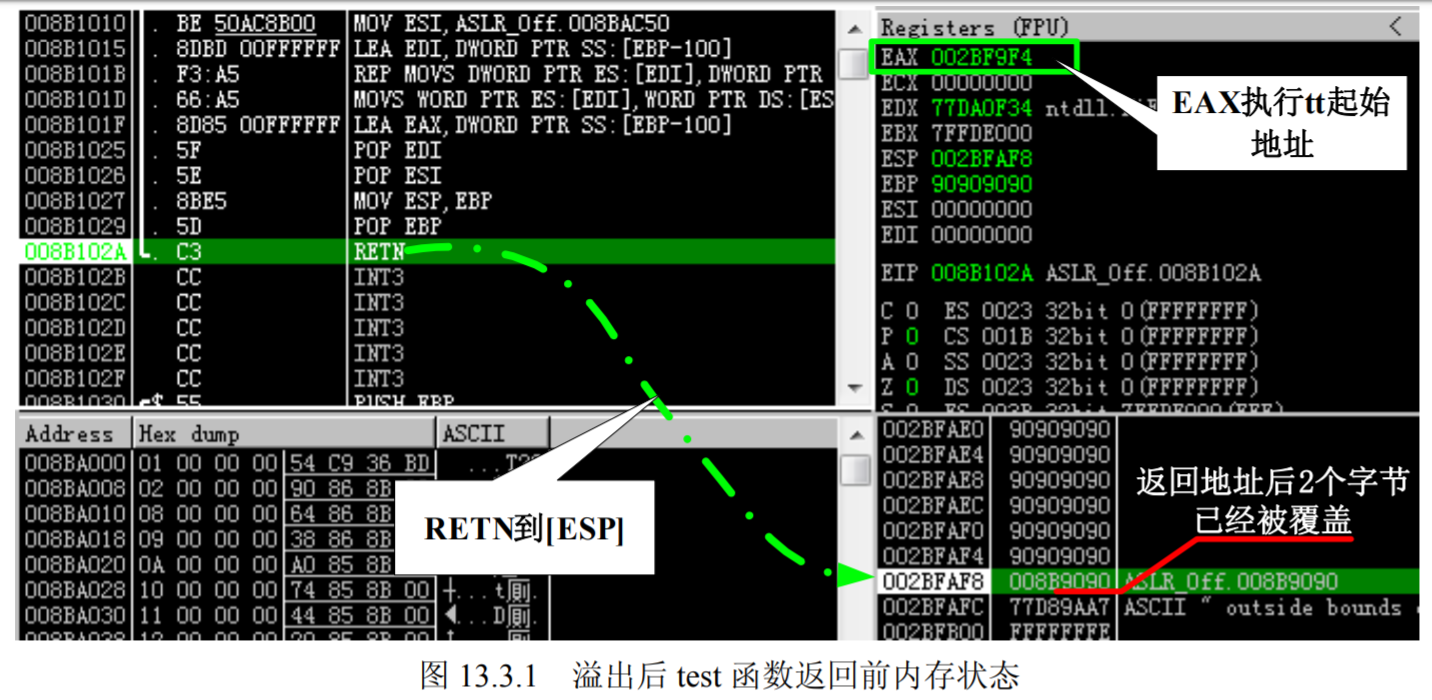 008B1010 . BE 50AC8B00 MOV ESI,ASLR_Off.008BAC50
008B1015 . 8DBD 00FFFFFF LEA EDI,DWORD PTR SS:[EBP-100]
008B101B . F3:A5 REP MOVS DWORD PTR ES:[EDI],DWORD PTR
008B101D . 66:A5 MOVS WORD PTR ES:[EDI],WORD PTR DS:[ES
008B101F . 8D85 00FFFFFF LEA EAX,DWORD PTR SS:[EBP-100]
008B1025 . 5F POP EDI
008B1026 . 5E POP ESI
008B1027 . 8BE5 MOV ESP,EBP
008B1029 . 5D POP EBP
008B102A . C3 RETN
008B102B CC INT3
008B102C CC INT3
008B102D CC INT3
008B102E CC INT3
008B102F CC INT3
008B1030 $ 55 PUSH EBP
Registers (FPU) <
EAX 002BF9F4
ECX 00000000
EDX 77DA0F34 ntdll.
EBX 7FFDE000
ESP 002BFAF8
EBP 90909090
ESI 00000000
EDI 00000000
EIP 008B102A ASLR_Off.008B102A
C 0 ES 0023 32bit 0(FFFFFFFF)
P 0 CS 001B 32bit 0(FFFFFFFF)
A 0 SS 0023 32bit 0(FFFFFFFF)
Z 0 DS 0023 32bit 0(FFFFFFFF)
S 0 FS 003B 32bit 7FFDF000(FFF)
EAX执行tt起始
地址
Address Hex dump ASCII
008BA000 01 00 00 00 54 C9 36 BD
008BA008 02 00 00 00 90 86 8B
008BA010 08 00 00 00 64 86 8B
008BA018 09 00 00 00 38 86 8B
008BA020 0A 00 00 00 A0 85 8B
008BA028 10 00 00 00 74 85 8B 00
008BA030 11 00 00 00 44 85 8B 00
RETN到[ESP]
002BFAE0 90909090
002BFAE4 90909090
002BFAE8 90909090
002BFAEC 90909090
002BFAF0 90909090
002BFAF4 90909090
002BFAF8 008B9090 ASLR_Off.008B9090
002BFAFC 77D89AA7 ASCII " outside bounds
002BFB00 FFFFFFFE
返回地址后2个字节
已经被覆盖
图 13.3.1 溢出后 test 函数返回前内存状态